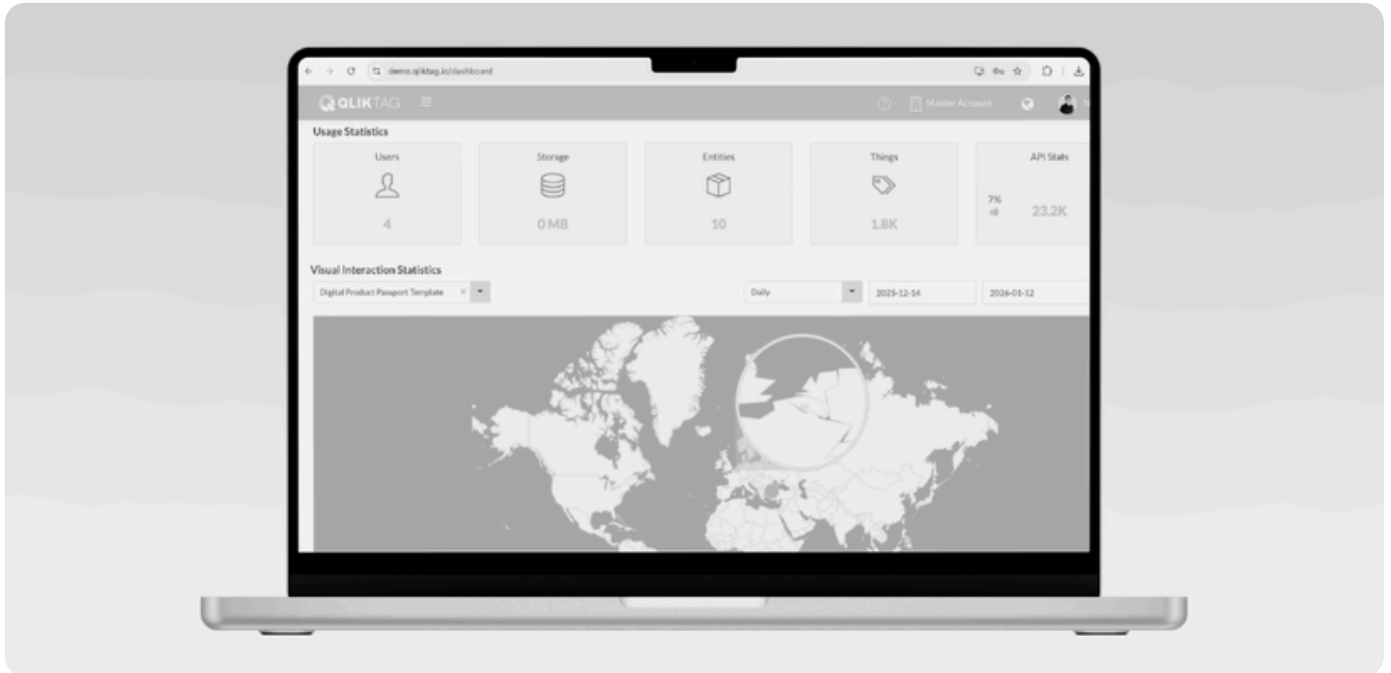 demo.qliktag.io/dashboard
QLIKTAG
Master Account
Usage Statistics
Users
4
Storage
0 MB
Entities
10
Things
1.8K
API Stats
7%
23.2K
Visual Interaction Statistics
Digital Product Passport Template
Daily
2025-12-14
2026-01-12